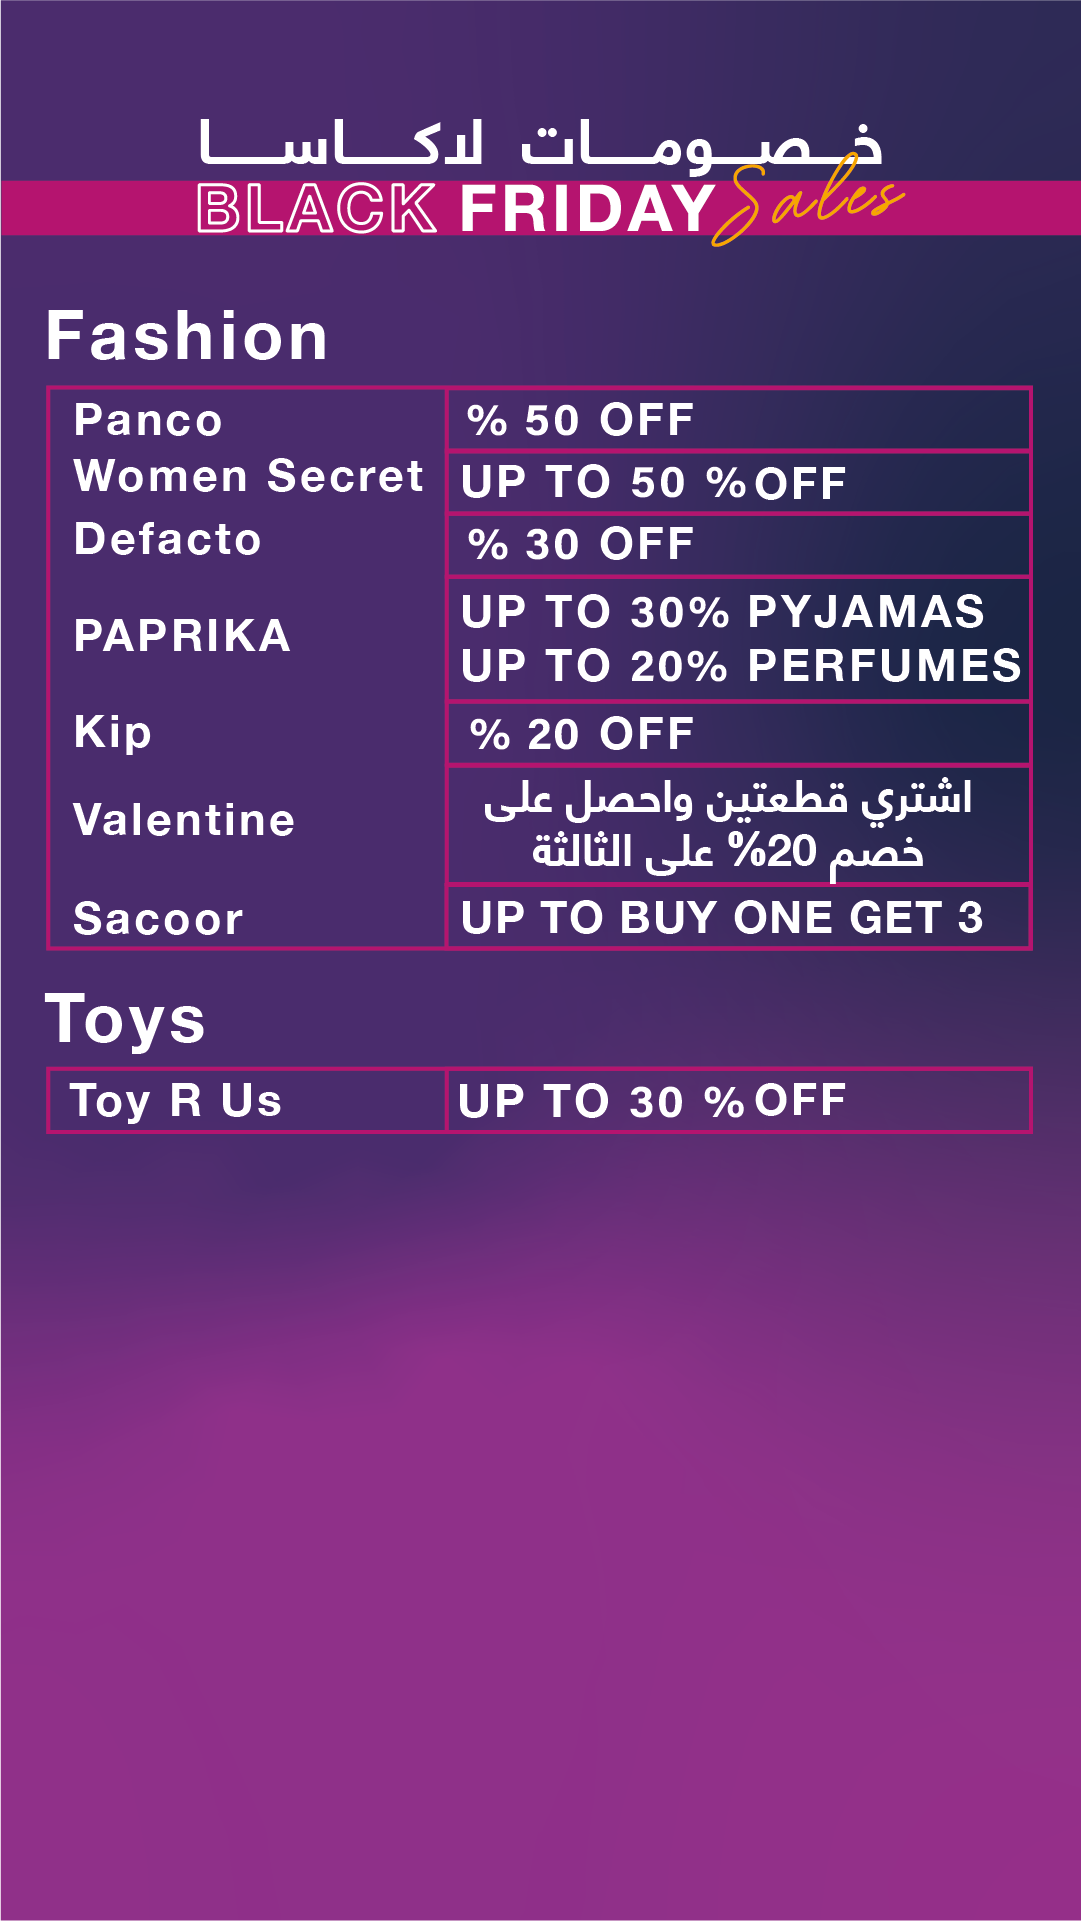 خصومات لاكاسا
BLACK FRIDAY Sales
Fashion
Panco % 50 OFF
Women Secret UP TO 50 % OFF
Defacto % 30 OFF
PAPRIKA UP TO 30% PYJAMAS
UP TO 20% PERFUMES
Kip % 20 OFF
Valentine اشتري قطعتين واحصل على
خصم 20% على الثالثة
Sacoor UP TO BUY ONE GET 3
Toys
Toy R Us UP TO 30 % OFF